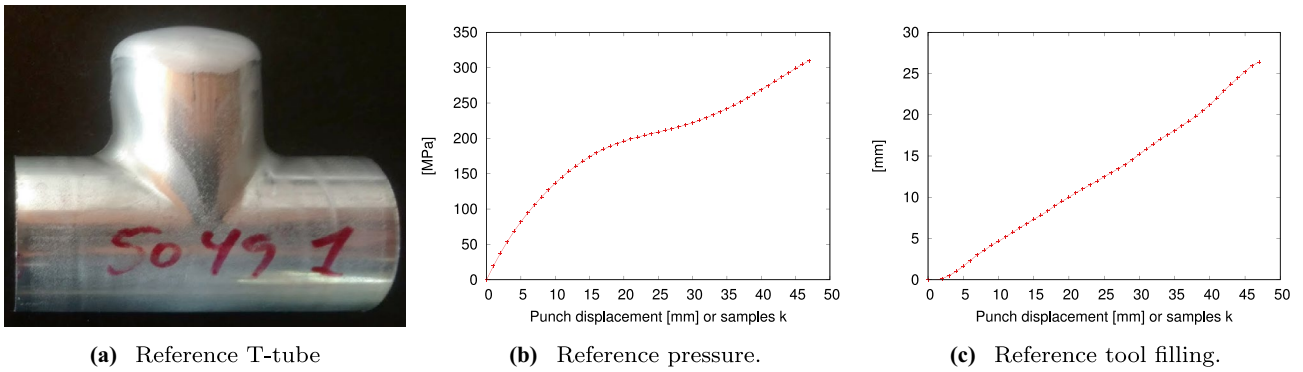 5049 1
350
300
250
200
150
100
50
0
[MPa]
0 5 10 15 20 25 30 35 40 45 50
Punch displacement [mm] or samples k
30
25
20
15
10
5
0
[mm]
0 5 10 15 20 25 30 35 40 45 50
Punch displacement [mm] or samples k
(a) Reference T-tube
(b) Reference pressure.
(c) Reference tool filling.